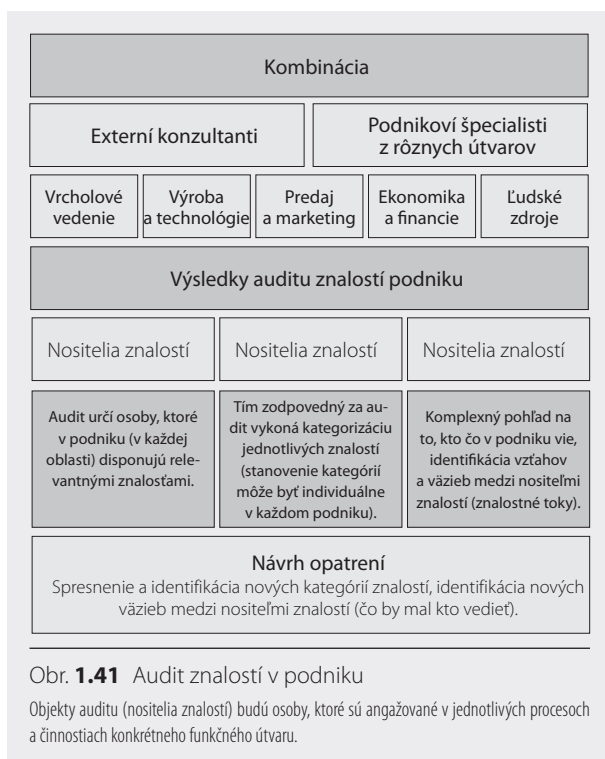 Kombinácia
Externí konzultanti
Podnikoví špecialisti
z rôznych útvarov
Vrcholové
vedenie
Výroba
a technológie
Predaj
a marketing
Ekonomika
a financie
Ľudské
zdroje
Výsledky auditu znalostí podniku
Nositelia znalostí
Nositelia znalostí
Nositelia znalostí
Audit určí osoby, ktoré
v podniku (v každej
oblasti) disponujú rele-
vantnými znalosťami.
Tím zodpovedný za au-
dit vykoná kategorizáciu
jednotlivých znalostí
(stanovenie kategórií
môže byť individuálne
v každom podniku).
Komplexný pohľad na
to, kto čo v podniku vie,
identifikácia vzťahov
a väzieb medzi nositeľmi
znalostí (znalostné toky).
Návrh opatrení
Spresnenie a identifikácia nových kategórií znalostí, identifikácia nových
väzieb medzi nositeľmi znalostí (čo by mal kto vedieť).
Obr. 1.41 Audit znalostí v podniku
Objekty auditu (nositelia znalostí) budú osoby, ktoré sú angažované v jednotlivých procesoch
a činnostiach konkrétneho funkčného útvaru.